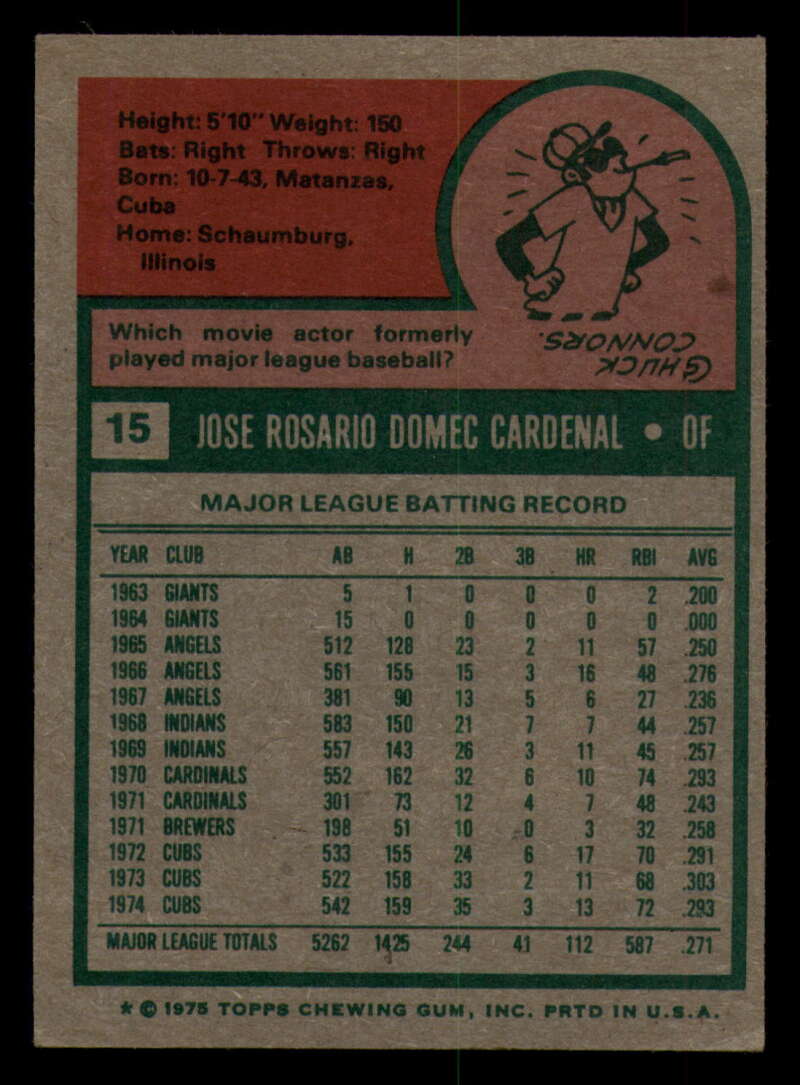 Height: 5'10" Weight: 150
Bats: Right Throws: Right
Born: 10-7-43, Matanzas,
Cuba
Home: Schaumburg,
Illinois
Which movie actor formerly
played major league baseball?
CHUCK
CONNORS.
15 JOSE ROSARIO DOMEC CARDENAL • OF
MAJOR LEAGUE BATTING RECORD
YEAR CLUB AB H 2B 3B HR RBI AVG
1963 GIANTS 5 1 0 0 0 2 .200
1964 GIANTS 15 0 0 0 0 0 .000
1965 ANGELS 512 128 23 2 11 57 .250
1966 ANGELS 561 155 15 3 16 48 .276
1967 ANGELS 381 90 13 5 6 27 .236
1968 INDIANS 583 150 21 7 7 44 .257
1969 INDIANS 557 143 26 3 11 45 .257
1970 CARDINALS 552 162 32 6 10 74 .293
1971 CARDINALS 301 73 12 4 7 48 .243
1971 BREWERS 198 51 10 0 3 32 .258
1972 CUBS 533 155 24 6 17 70 .291
1973 CUBS 522 158 33 2 11 68 .303
1974 CUBS 542 159 35 3 13 72 .293
MAJOR LEAGUE TOTALS 5262 1425 244 41 112 587 .271
* © 1975 TOPPS CHEWING GUM, INC. PRTD IN U.S.A.